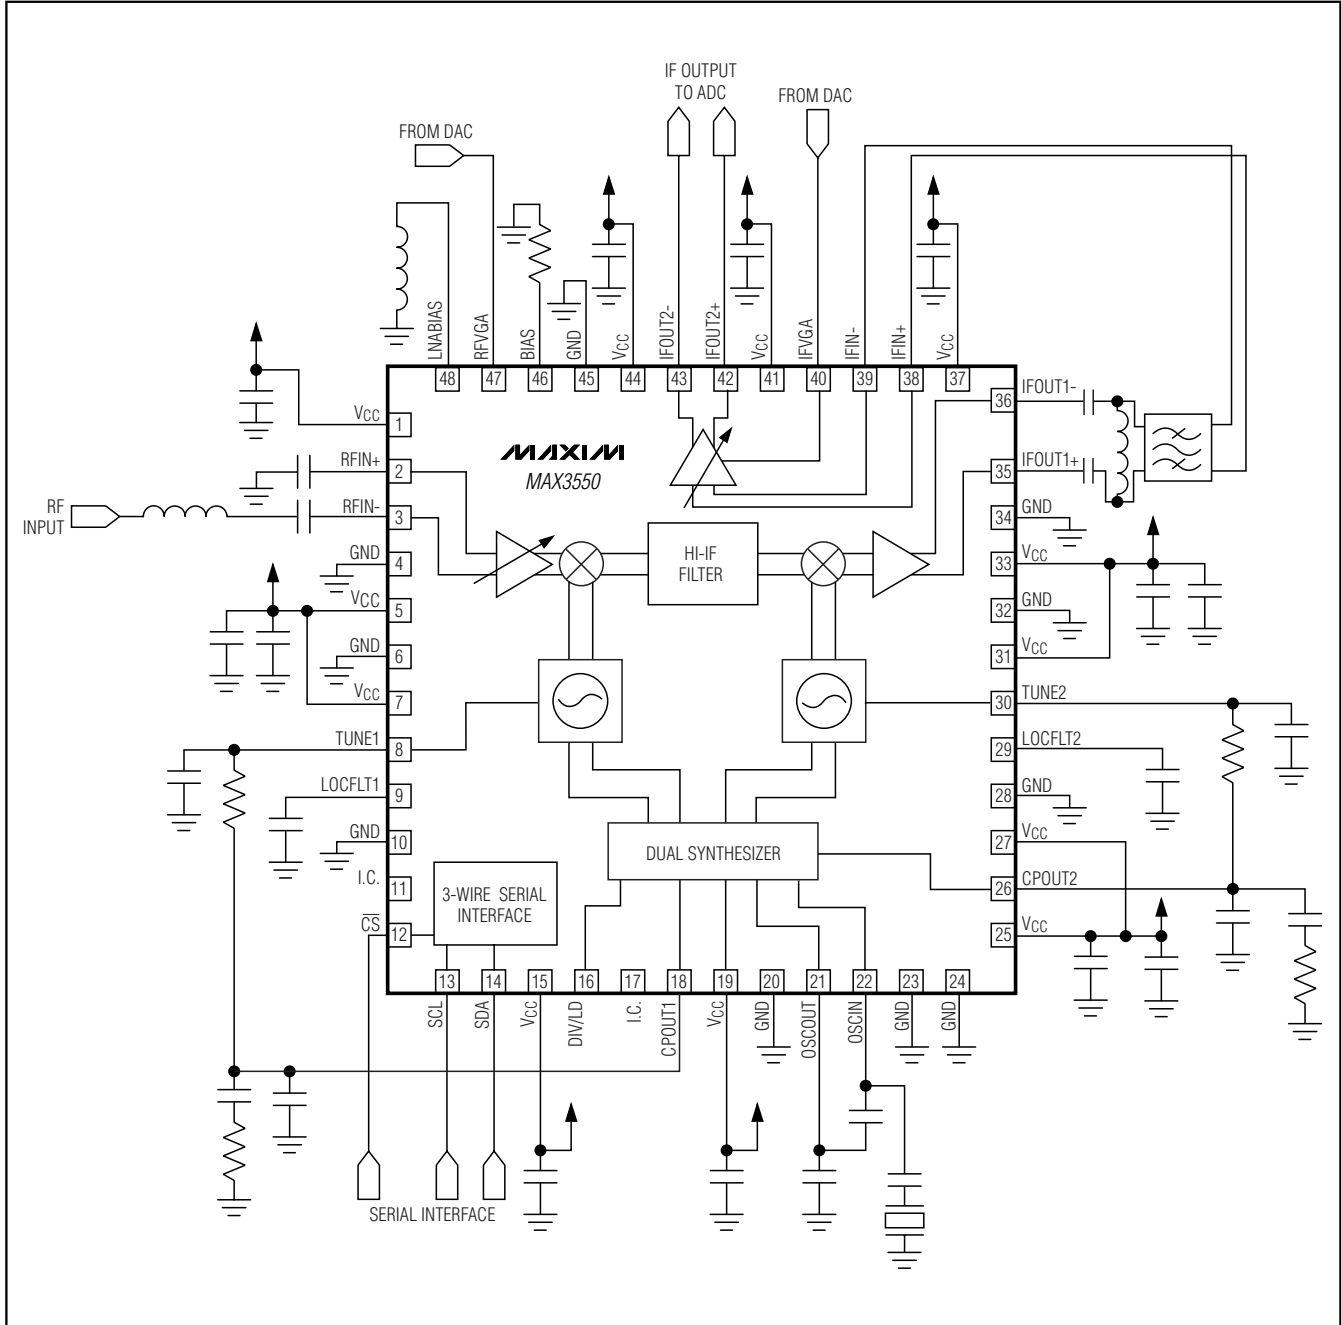 IF OUTPUT
TO ADC
FROM DAC
FROM DAC
LNABIAS
RFVGA
BIAS
GND
VCC
IFOUT2-
IFOUT2+
VCC
IFVGA
IFIN-
IFIN+
VCC
48
47
46
45
44
43
42
41
40
39
38
37
VCC
1
RFIN+
2
RF
INPUT
RFIN-
3
GND
4
VCC
5
GND
6
VCC
7
TUNE1
8
LOCFLT1
9
GND
10
I.C.
11
C̅S̅
12
MAXIM
MAX3550
HI-IF
FILTER
DUAL SYNTHESIZER
3-WIRE SERIAL
INTERFACE
36
IFOUT1-
35
IFOUT1+
34
GND
33
VCC
32
GND
31
VCC
30
TUNE2
29
LOCFLT2
28
GND
27
VCC
26
CPOUT2
25
VCC
13
14
15
16
17
18
19
20
21
22
23
24
SCL
SDA
VCC
DIV/LD
I.C.
CPOUT1
VCC
GND
OSCOUT
OSCIN
GND
GND
SERIAL INTERFACE